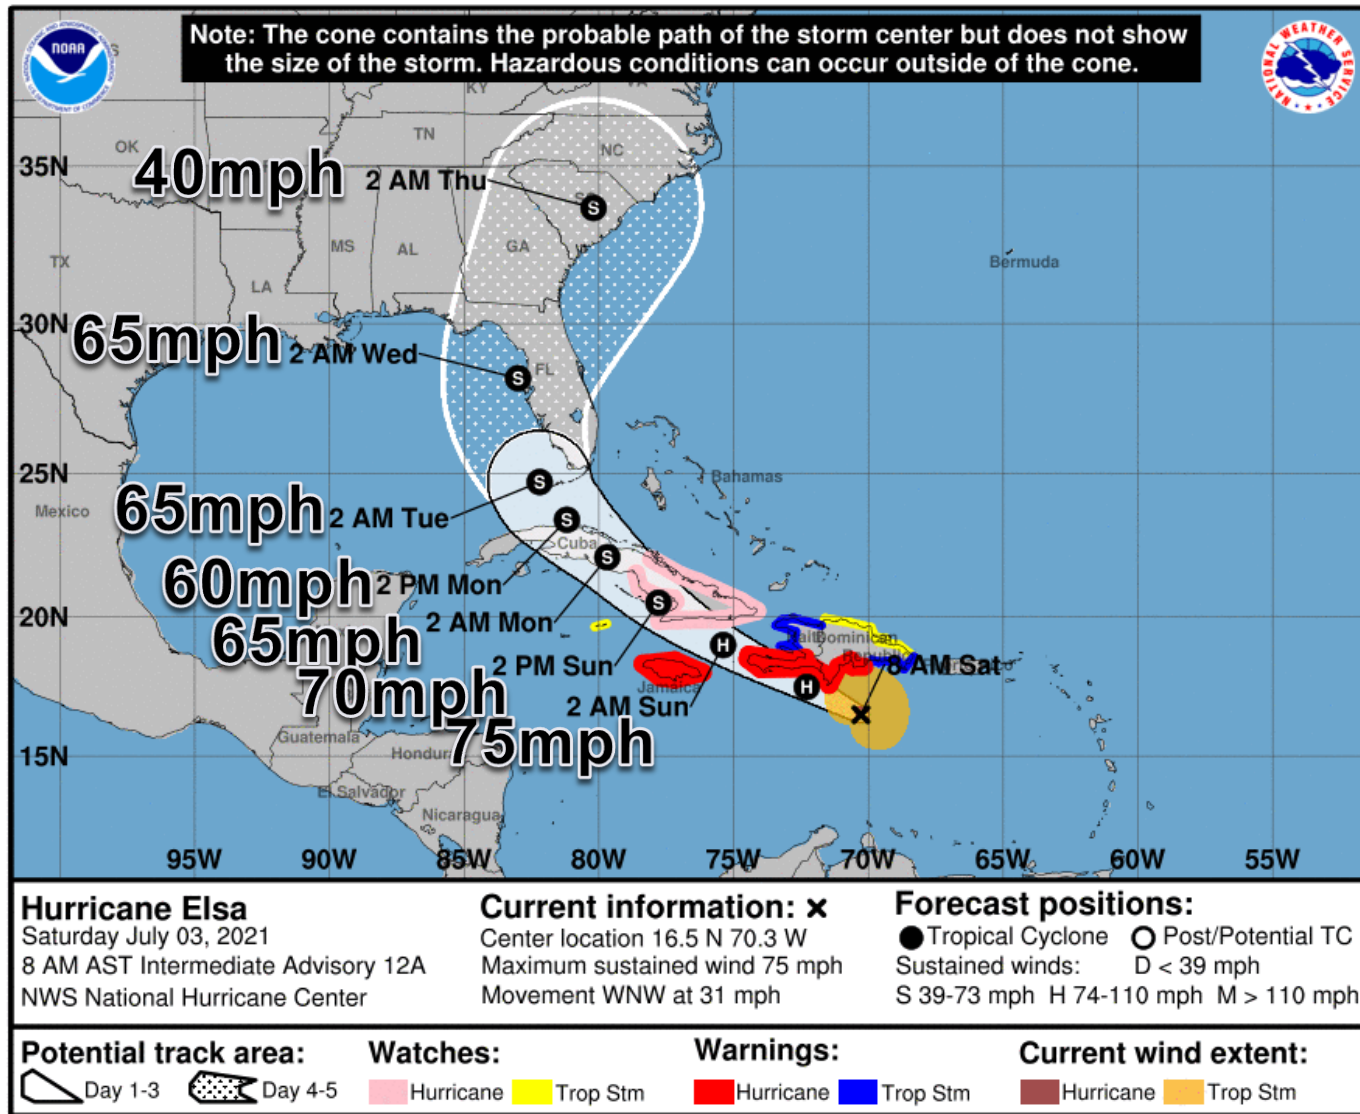 Note: The cone contains the probable path of the storm center but does not show
the size of the storm. Hazardous conditions can occur outside of the cone.
NOAA
NATIONAL WEATHER SERVICE
KY
VA
OK
TN
NC
35N
40mph
2 AM Thu
S
SC
MS
AL
GA
TX
LA
Bermuda
30N
65mph
2 AM Wed
S
FL
25N
Bahamas
Mexico
65mph
2 AM Tue
S
S
Cuba
S
60mph
2 PM Mon
20N
65mph
2 AM Mon
S
H
Haiti
Dominican
Republic
8 AM Sat
2 PM Sun
70mph
Jamaica
2 AM Sun
H
Guatemala
75mph
15N
El Salvador
Nicaragua
95W
90W
85W
80W
75W
70W
65W
60W
55W
Hurricane Elsa
Saturday July 03, 2021
8 AM AST Intermediate Advisory 12A
NWS National Hurricane Center
Current information: x
Center location 16.5 N 70.3 W
Maximum sustained wind 75 mph
Movement WNW at 31 mph
Forecast positions:
Tropical Cyclone
Post/Potential TC
Sustained winds:
D < 39 mph
S 39-73 mph
H 74-110 mph
M > 110 mph
Potential track area:
Day 1-3
Day 4-5
Watches:
Hurricane
Trop Stm
Warnings:
Hurricane
Trop Stm
Current wind extent:
Hurricane
Trop Stm